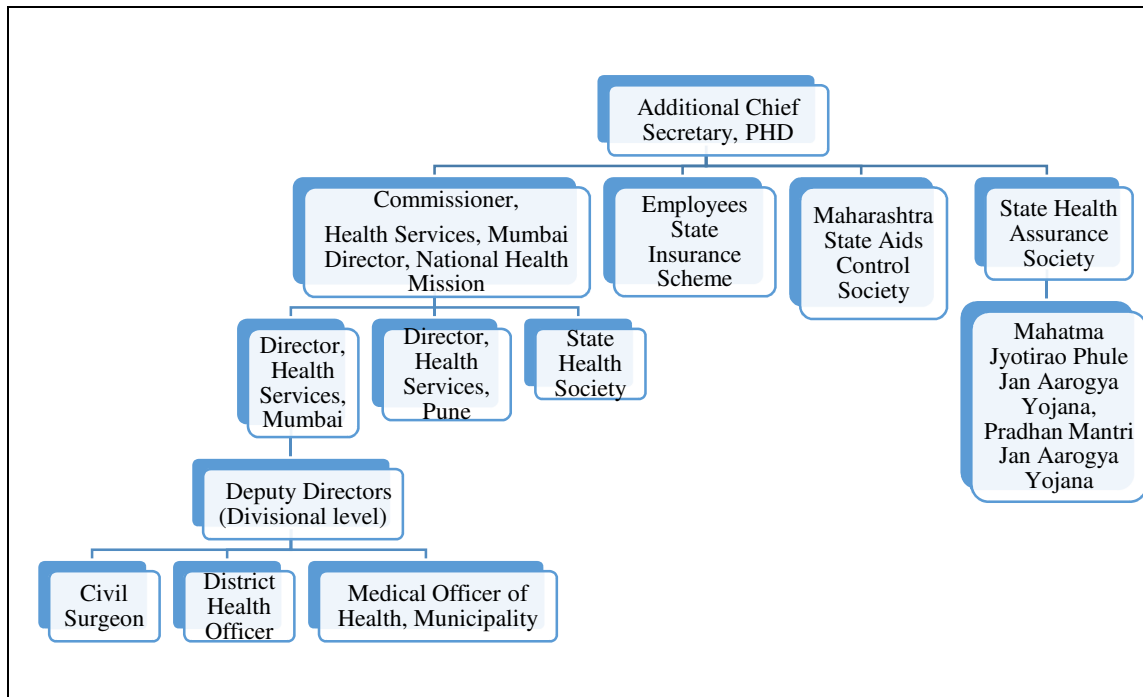 Additional Chief
Secretary, PHD
Commissioner,
Health Services, Mumbai
Director, National Health
Mission
Employees
State
Insurance
Scheme
Maharashtra
State Aids
Control
Society
State Health
Assurance
Society
Director,
Health
Services,
Mumbai
Director,
Health
Services,
Pune
State
Health
Society
Mahatma
Jyotirao Phule
Jan Aarogya
Yojana,
Pradhan Mantri
Jan Aarogya
Yojana
Deputy Directors
(Divisional level)
Civil
Surgeon
District
Health
Officer
Medical Officer of
Health, Municipality